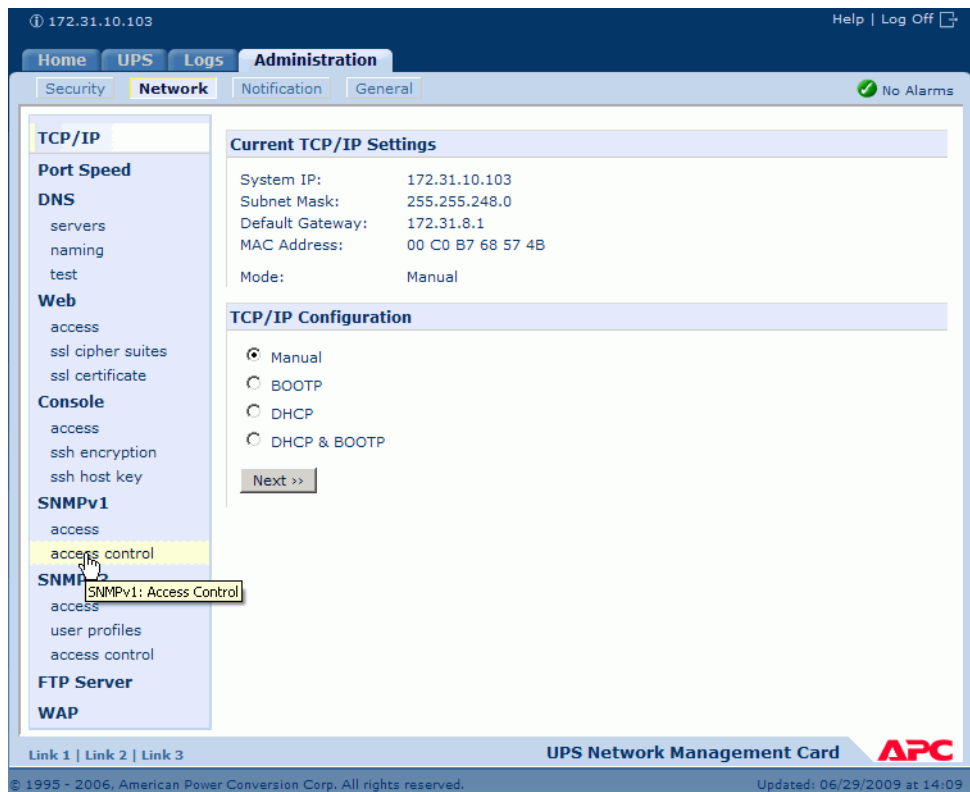 172.31.10.103
Help | Log Off
Home UPS Logs Administration
Security Network Notification General
No Alarms
TCP/IP
Port Speed
DNS
servers
naming
test
Web
access
ssl cipher suites
ssl certificate
Console
access
ssh encryption
ssh host key
SNMPv1
access
access control
SNMPv3
SNMPv1: Access Control
access
user profiles
access control
FTP Server
WAP
Current TCP/IP Settings
System IP: 172.31.10.103
Subnet Mask: 255.255.248.0
Default Gateway: 172.31.8.1
MAC Address: 00 C0 B7 68 57 4B
Mode: Manual
TCP/IP Configuration
Manual
BOOTP
DHCP
DHCP & BOOTP
Next >>
Link 1 | Link 2 | Link 3
UPS Network Management Card
APC
© 1995 - 2006, American Power Conversion Corp. All rights reserved.
Updated: 06/29/2009 at 14:09